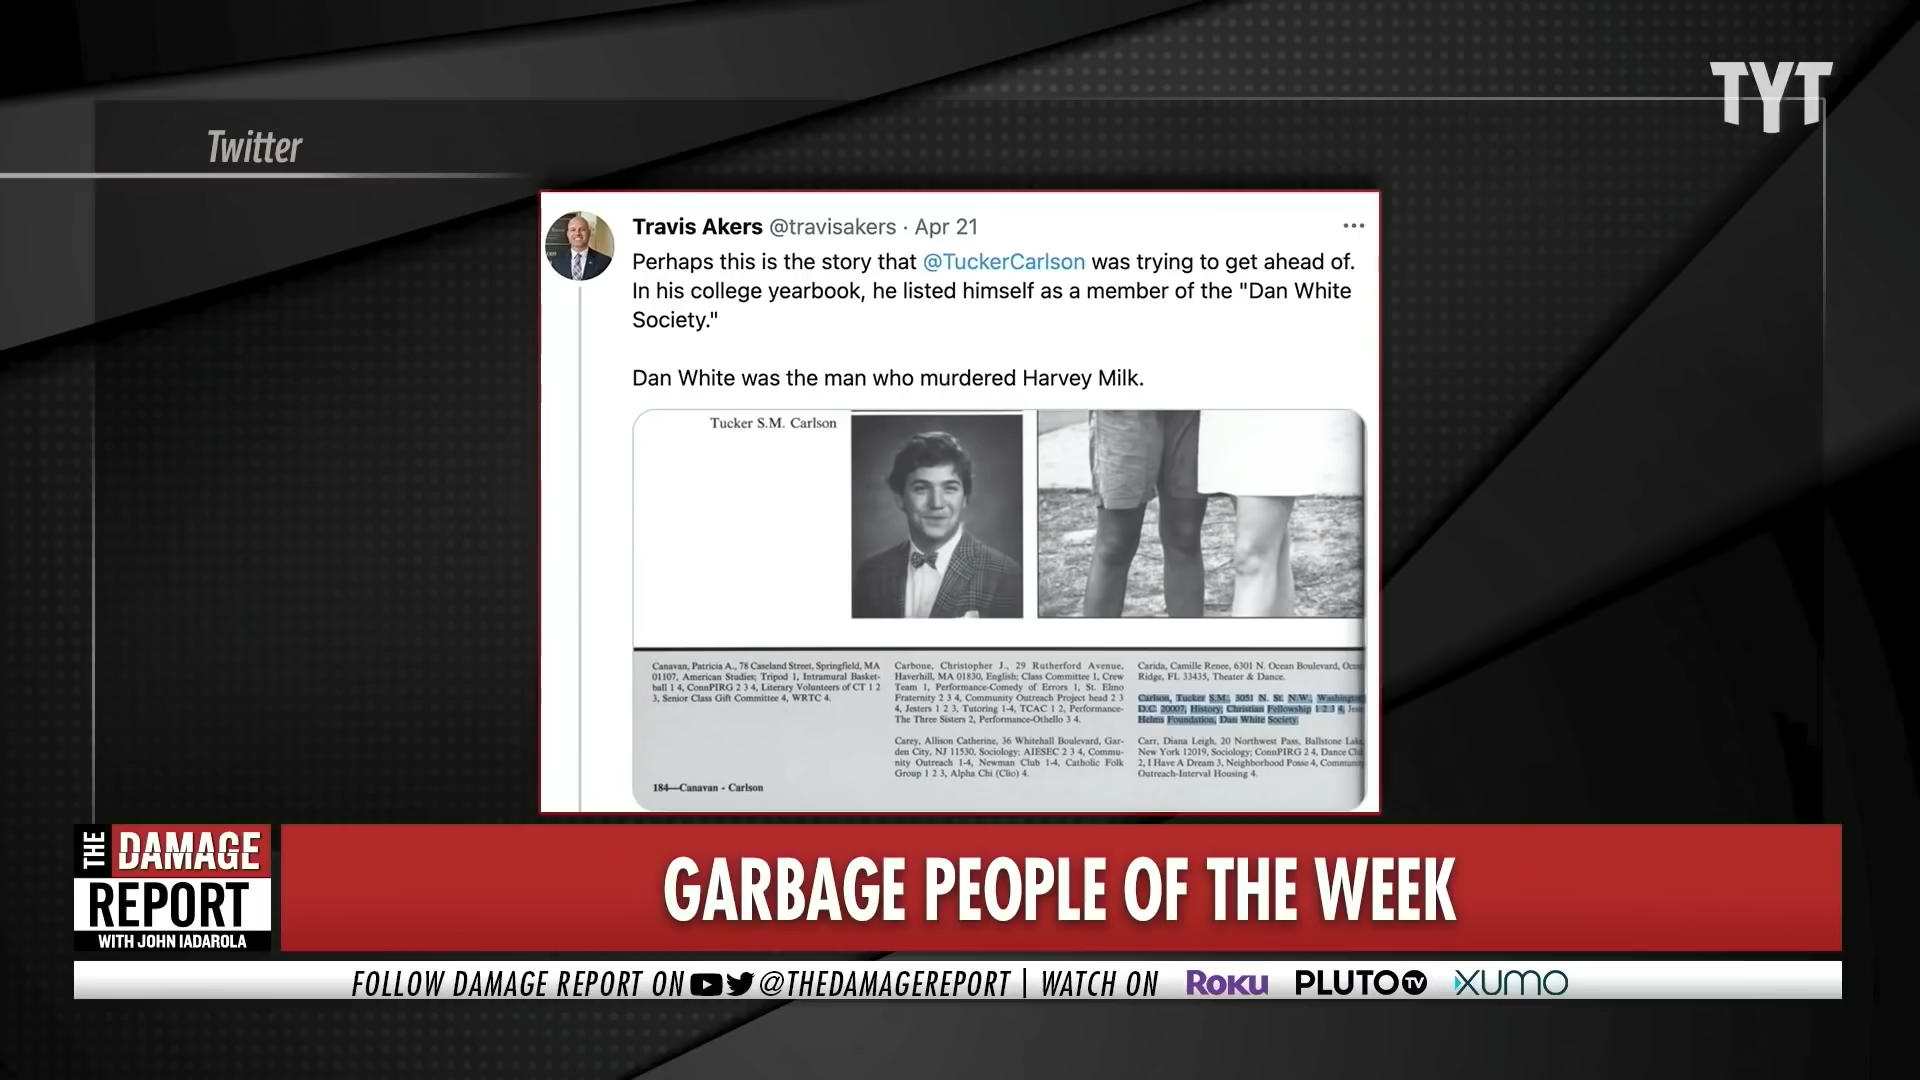 TYT
Twitter
Travis Akers @travisakers · Apr 21
Perhaps this is the story that @TuckerCarlson was trying to get ahead of.
In his college yearbook, he listed himself as a member of the "Dan White
Society."
Dan White was the man who murdered Harvey Milk.
Tucker S.M. Carlson
Canavan, Patricia A., 78 Caseland Street, Springfield, MA
01107, American Studies; Tripod 1, Intramural Basket-
ball 1 4, ConnPIRG 2 3 4, Literary Volunteers of CT 1 2
3, Senior Class Gift Committee 4, WRTC 4.
184—Canavan - Carlson
Carbone, Christopher J., 29 Rutherford Avenue,
Haverhill, MA 01830, English; Class Committee 1, Crew
Team 1, Performance-Comedy of Errors 1, St. Elmo
Fraternity 2 3 4, Community Outreach Project head 2 3
4, Jesters 1 2 3, Tutoring 1-4, TCAC 1 2, Performance-
The Three Sisters 2, Performance-Othello 3 4.
Carey, Allison Catherine, 36 Whitehall Boulevard, Gar-
den City, NJ 11530, Sociology; AIESEC 2 3 4, Commu-
nity Outreach 1-4, Newman Club 1-4, Catholic Folk
Group 1 2 3, Alpha Chi (Clio) 4.
Carida, Camille Renee, 6301 N. Ocean Boulevard,
Ridge, FL 33435, Theater & Dance.
Carlson, Tucker S.M., 3051 N. St. N.W.,
D.C. 20007, History; Christian Fellowship 1 2 3 4,
Helms Foundation, Dan White Society.
Carr, Diana Leigh, 20 Northwest Pass, Ballstone
New York 12019, Sociology; ConnPIRG 2 4, Dance
2, I Have A Dream 3, Neighborhood Posse 4,
Outreach-Interval Housing 4.
THE DAMAGE
REPORT
WITH JOHN IADAROLA
GARBAGE PEOPLE OF THE WEEK
FOLLOW DAMAGE REPORT ON @THEDAMAGEREPORT | WATCH ON ROKU PLUTO TV XUMO